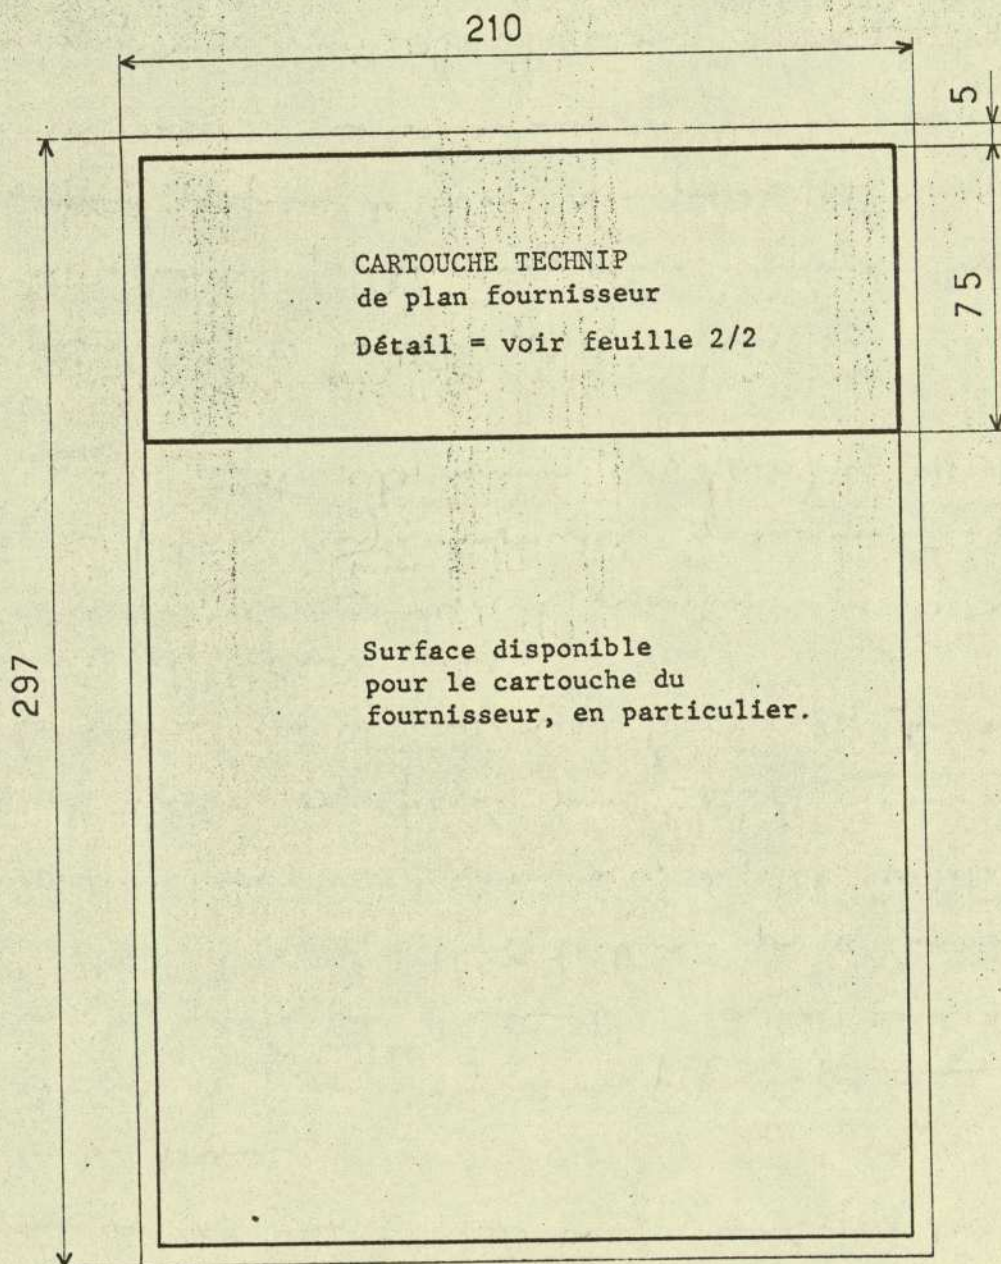 210
5
CARTOUCHE TECHNIP
de plan fournisseur
Détail = voir feuille 2/2
75
Surface disponible
pour le cartouche du
fournisseur, en particulier.
297